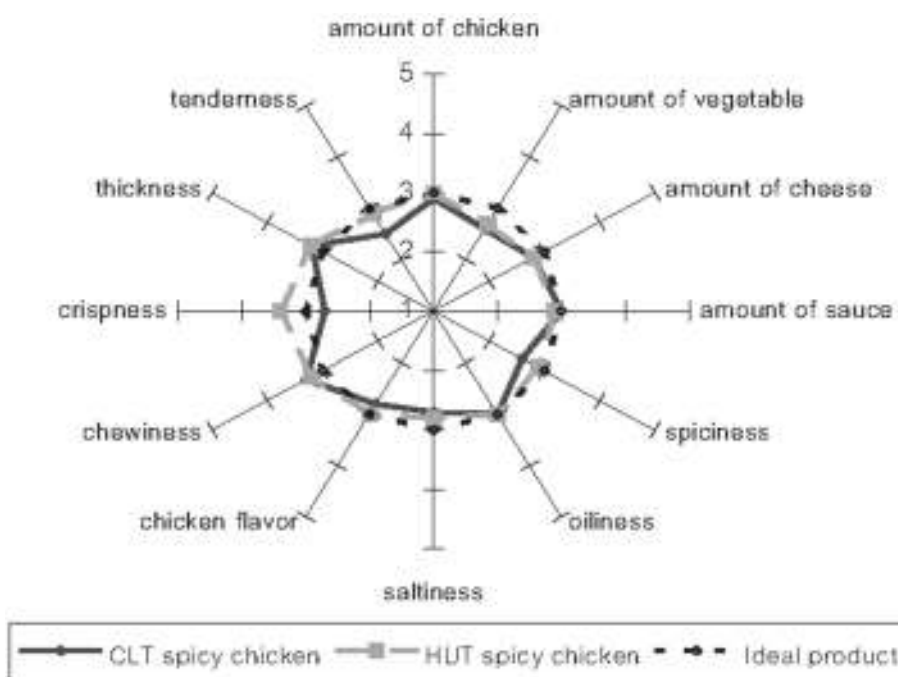 amount of chicken
5
tenderness
amount of vegetable
4
thickness
3
amount of cheese
2
crispness
1
amount of sauce
chewiness
spiciness
chicken flavor
oiliness
saltiness
CLT spicy chicken HUT spicy chicken Ideal product